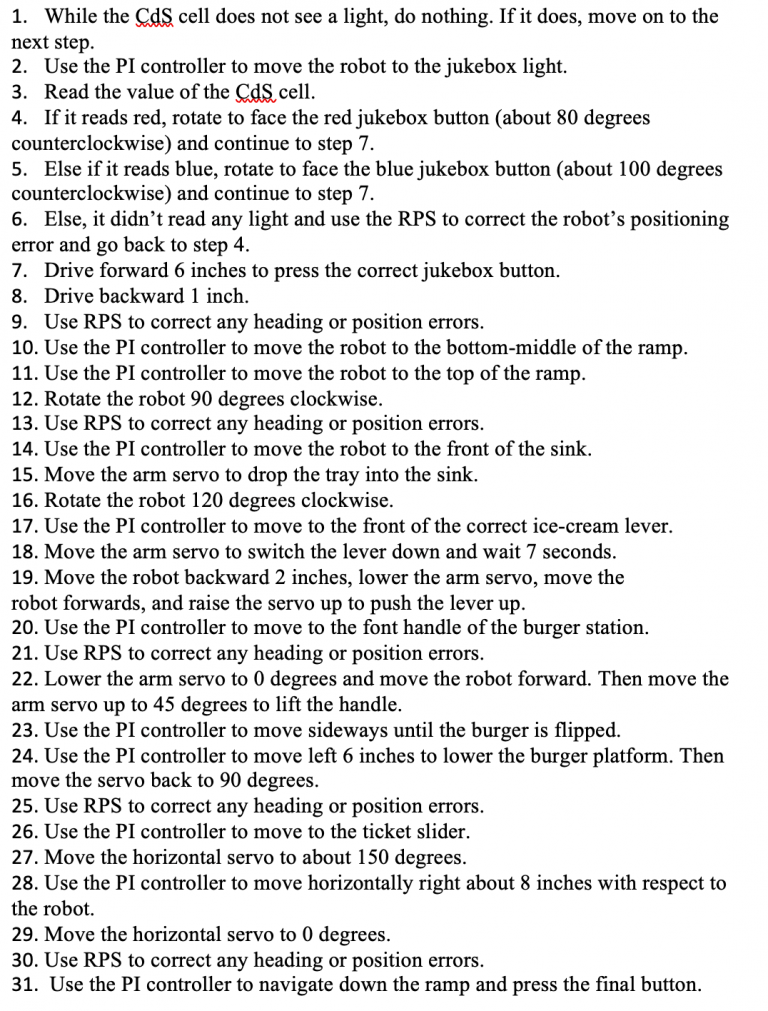 1. While the CdS cell does not see a light, do nothing. If it does, move on to the
next step.
2. Use the PI controller to move the robot to the jukebox light.
3. Read the value of the CdS cell.
4. If it reads red, rotate to face the red jukebox button (about 80 degrees
counterclockwise) and continue to step 7.
5. Else if it reads blue, rotate to face the blue jukebox button (about 100 degrees
counterclockwise) and continue to step 7.
6. Else, it didn’t read any light and use the RPS to correct the robot’s positioning
error and go back to step 4.
7. Drive forward 6 inches to press the correct jukebox button.
8. Drive backward 1 inch.
9. Use RPS to correct any heading or position errors.
10. Use the PI controller to move the robot to the bottom-middle of the ramp.
11. Use the PI controller to move the robot to the top of the ramp.
12. Rotate the robot 90 degrees clockwise.
13. Use RPS to correct any heading or position errors.
14. Use the PI controller to move the robot to the front of the sink.
15. Move the arm servo to drop the tray into the sink.
16. Rotate the robot 120 degrees clockwise.
17. Use the PI controller to move to the front of the correct ice-cream lever.
18. Move the arm servo to switch the lever down and wait 7 seconds.
19. Move the robot backward 2 inches, lower the arm servo, move the
robot forwards, and raise the servo up to push the lever up.
20. Use the PI controller to move to the font handle of the burger station.
21. Use RPS to correct any heading or position errors.
22. Lower the arm servo to 0 degrees and move the robot forward. Then move the
arm servo up to 45 degrees to lift the handle.
23. Use the PI controller to move sideways until the burger is flipped.
24. Use the PI controller to move left 6 inches to lower the burger platform. Then
move the servo back to 90 degrees.
25. Use RPS to correct any heading or position errors.
26. Use the PI controller to move to the ticket slider.
27. Move the horizontal servo to about 150 degrees.
28. Use the PI controller to move horizontally right about 8 inches with respect to
the robot.
29. Move the horizontal servo to 0 degrees.
30. Use RPS to correct any heading or position errors.
31. Use the PI controller to navigate down the ramp and press the final button.